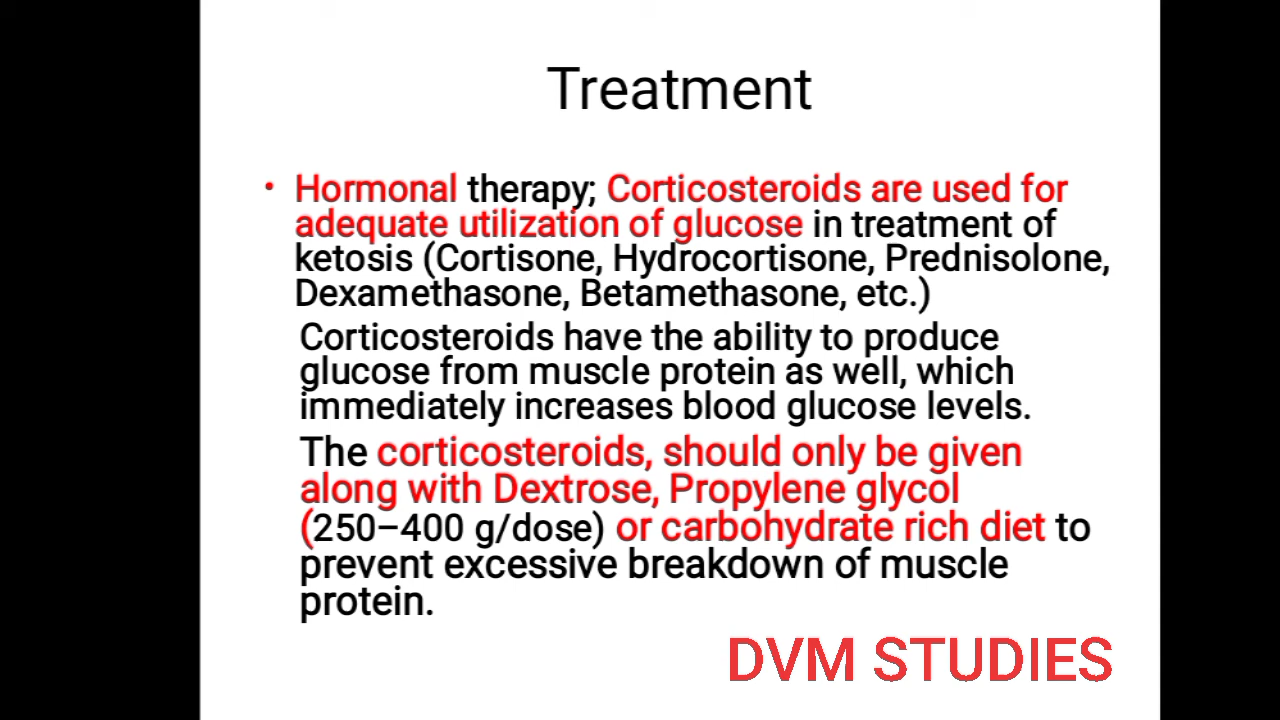 Treatment
• Hormonal therapy; Corticosteroids are used for
adequate utilization of glucose in treatment of
ketosis (Cortisone, Hydrocortisone, Prednisolone,
Dexamethasone, Betamethasone, etc.)
Corticosteroids have the ability to produce
glucose from muscle protein as well, which
immediately increases blood glucose levels.
The corticosteroids, should only be given
along with Dextrose, Propylene glycol
(250–400 g/dose) or carbohydrate rich diet to
prevent excessive breakdown of muscle
protein.
DVM STUDIES